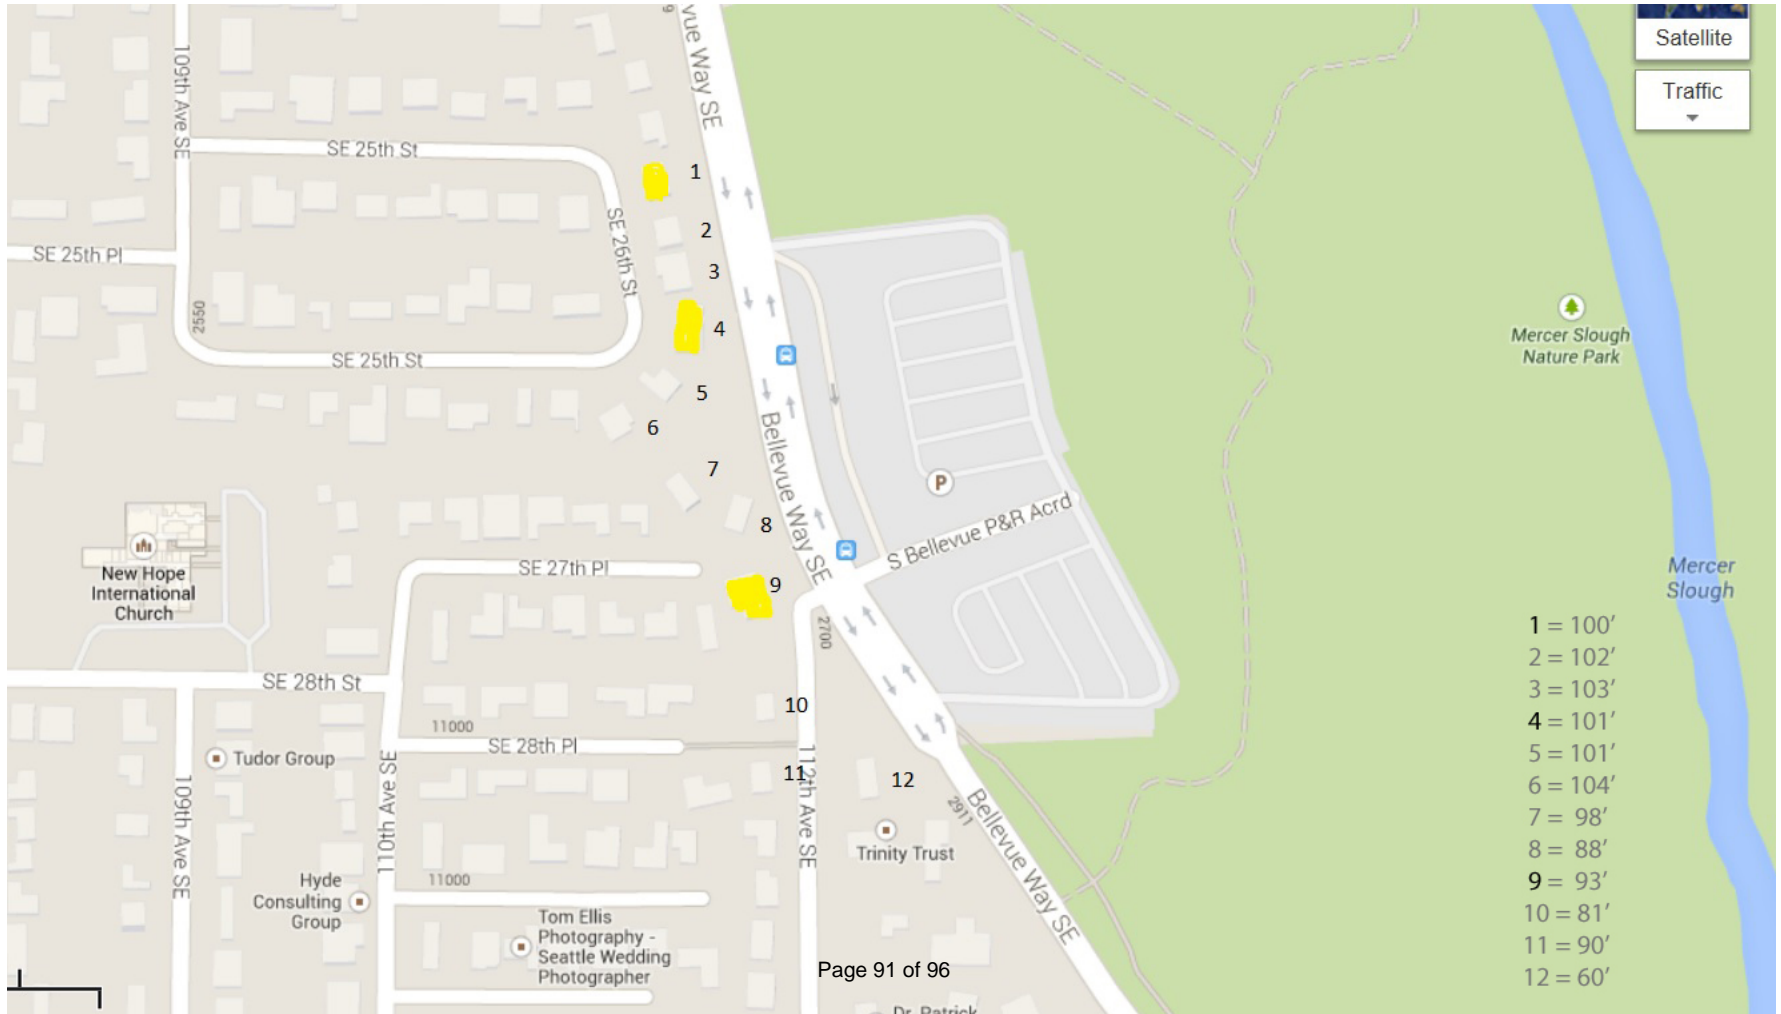 109th Ave SE
vue Way SE
9
Satellite
Traffic
SE 25th St
1
SE 26th St
2
SE 25th Pl
3
2550
4
SE 25th St
Mercer Slough
Nature Park
5
Bellevue Way SE
6
7
P
8
S Bellevue P&R Acrd
New Hope
International
Church
SE 27th Pl
9
Mercer
Slough
2700
SE 28th St
10
11000
SE 28th Pl
Tudor Group
110th Ave SE
109th Ave SE
11
112th Ave SE
12
2911
Bellevue Way SE
Trinity Trust
Hyde
Consulting
Group
11000
Tom Ellis
Photography -
Seattle Wedding
Photographer
Page 91 of 96
Dr. Patrick
1 = 100'
2 = 102'
3 = 103'
4 = 101'
5 = 101'
6 = 104'
7 = 98'
8 = 88'
9 = 93'
10 = 81'
11 = 90'
12 = 60'